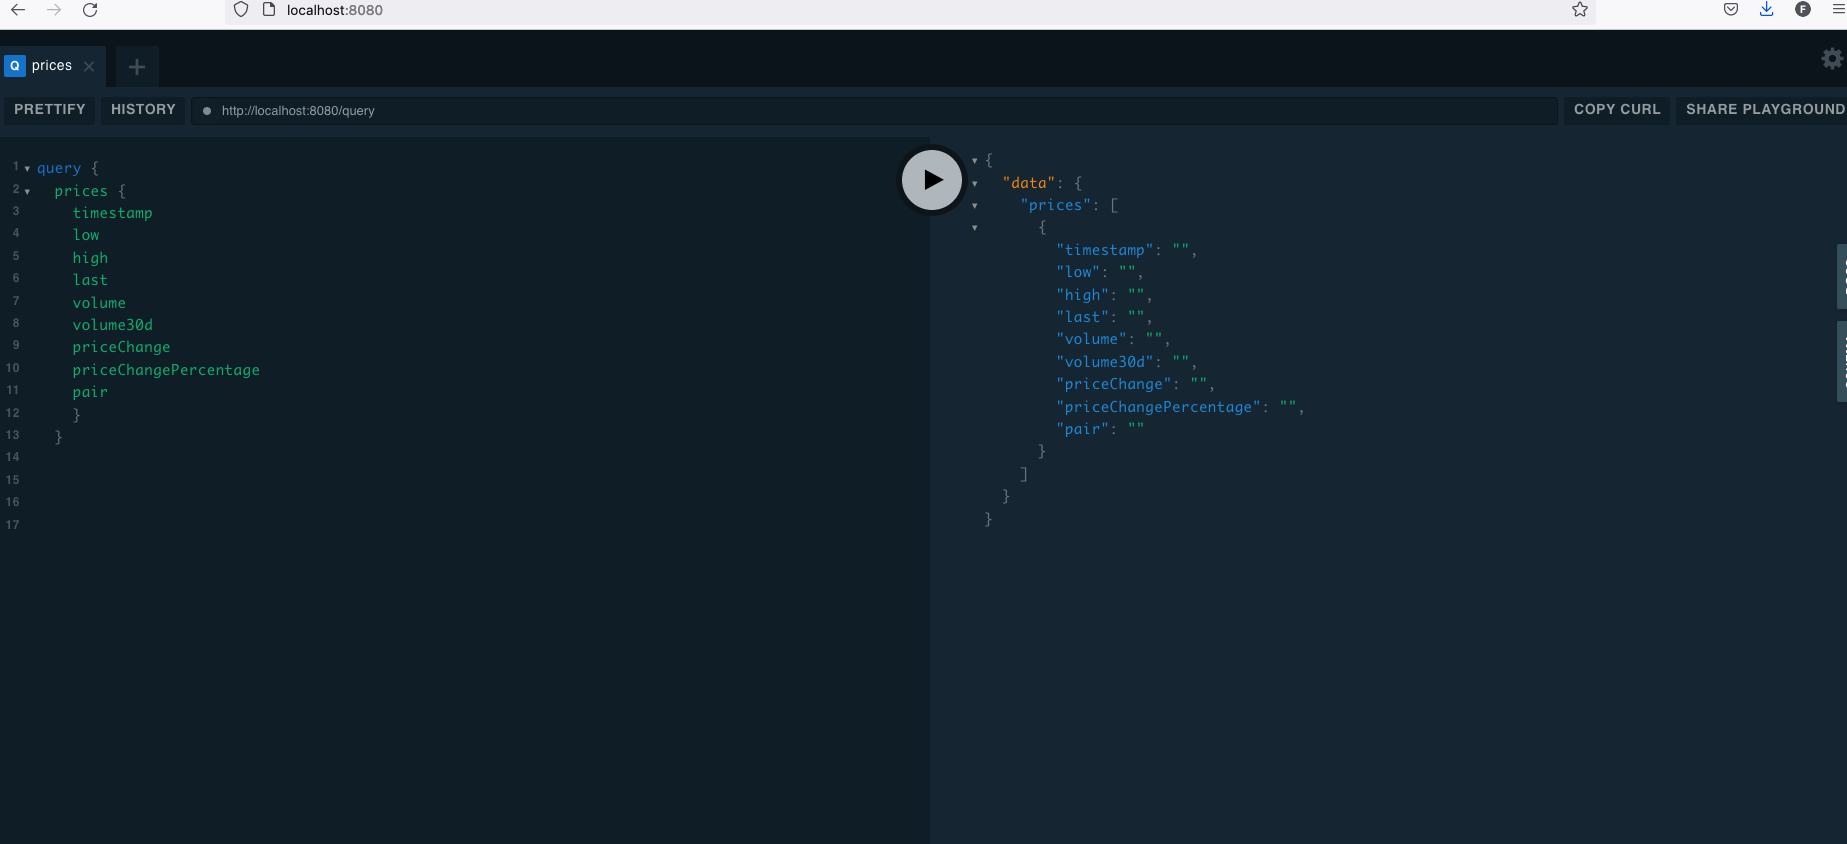 localhost:8080
F
Q prices
PRETTIFY HISTORY http://localhost:8080/query COPY CURL SHARE PLAYGROUND
1 query {
2 prices {
3 timestamp
4 low
5 high
6 last
7 volume
8 volume30d
9 priceChange
10 priceChangePercentage
11 pair
12 }
13 }
14
15
16
17
{
"data": {
"prices": [
{
"timestamp": "",
"low": "",
"high": "",
"last": "",
"volume": "",
"volume30d": "",
"priceChange": "",
"priceChangePercentage": "",
"pair": ""
}
]
}
}